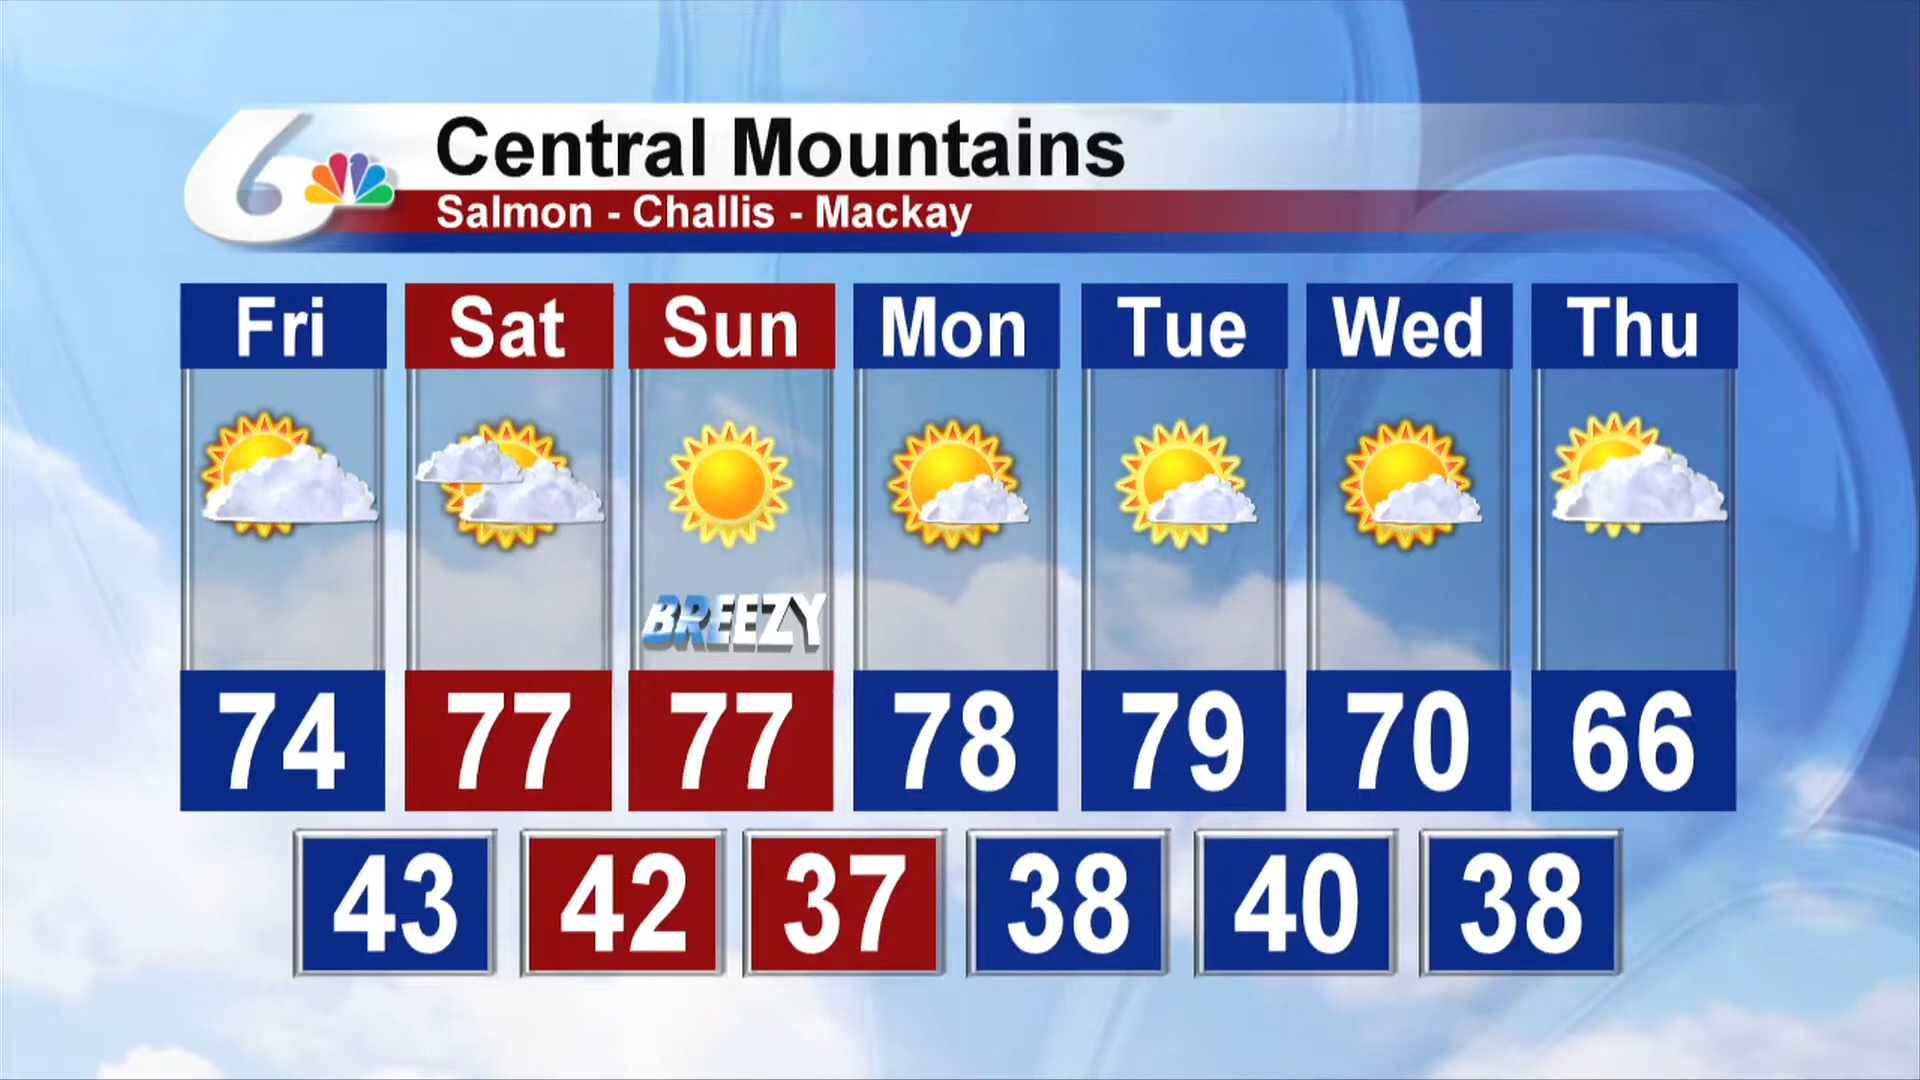 6
Central Mountains
Salmon - Challis - Mackay
Fri Sat Sun Mon Tue Wed Thu
BREEZY
74 77 77 78 79 70 66
43 42 37 38 40 38